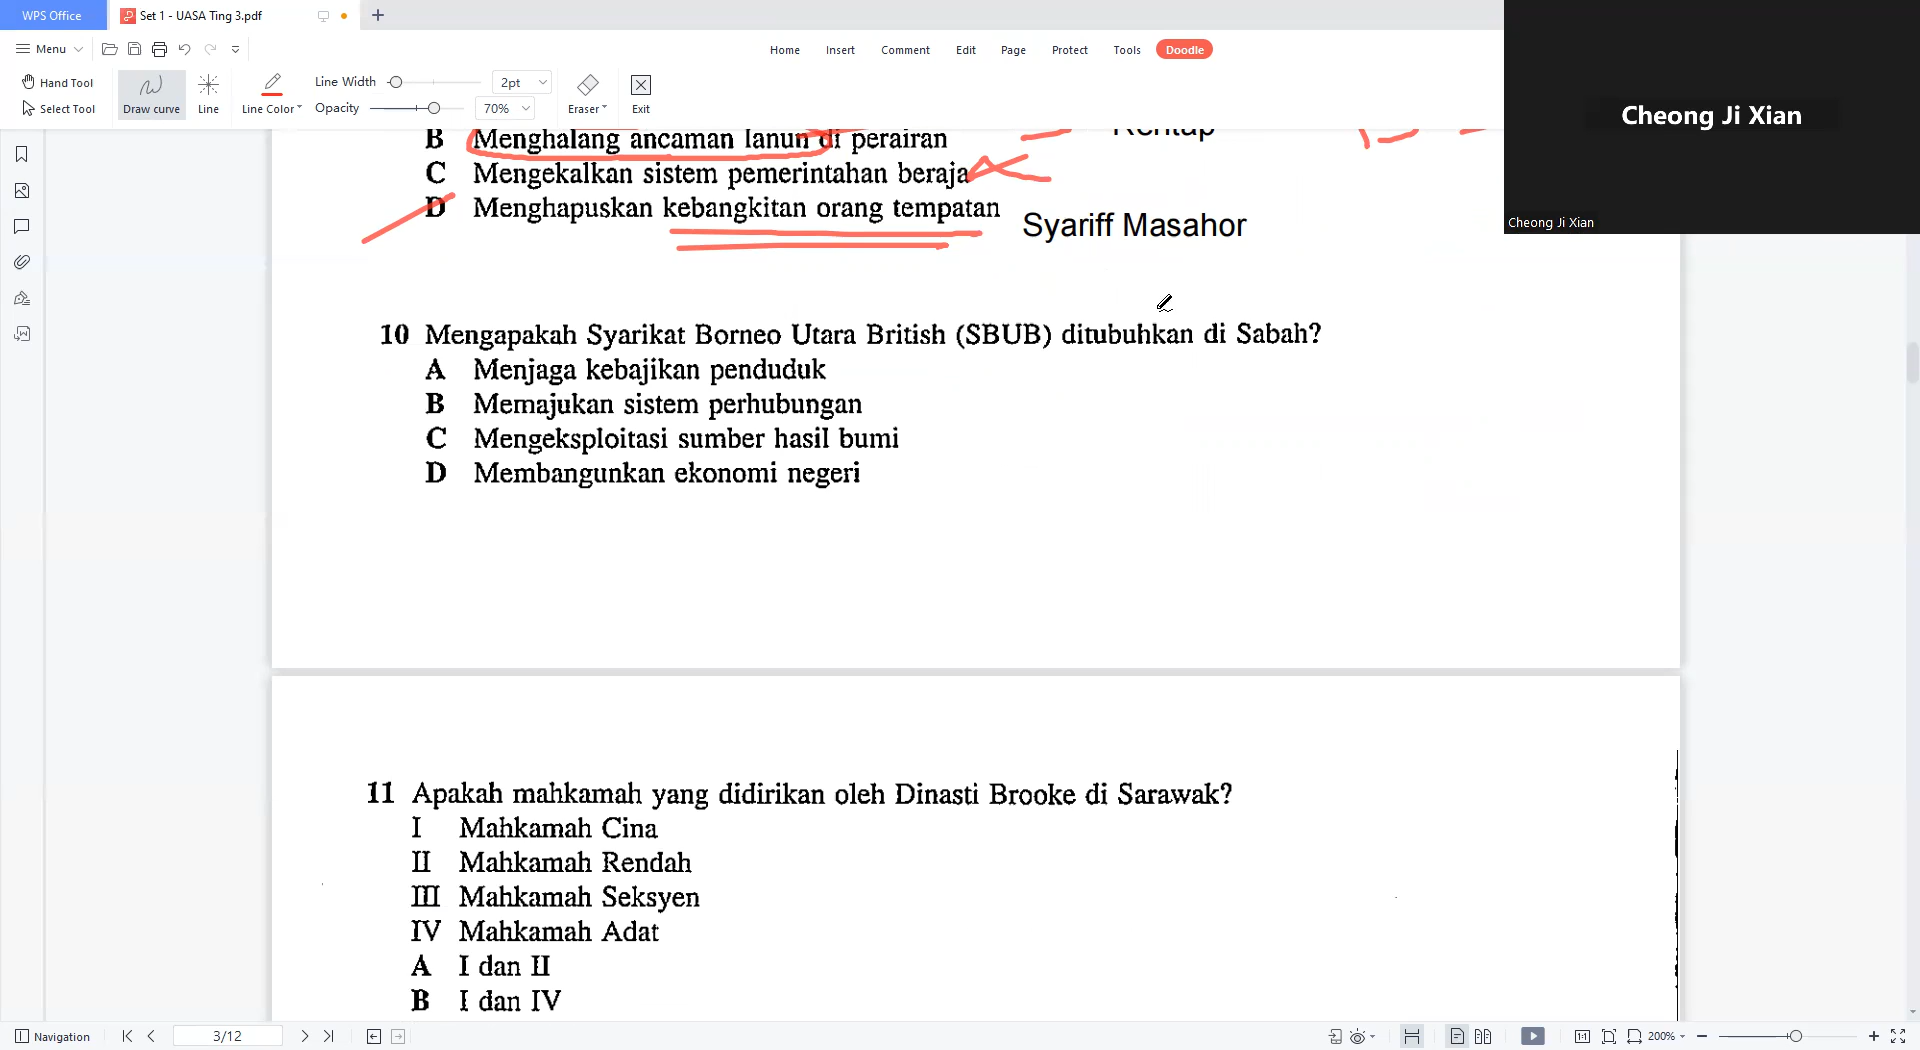 WPS Office
Set 1 - UASA Ting 3.pdf
Menu
Home Insert Comment Edit Page Protect Tools Doodle
Hand Tool
Select Tool
Draw curve
Line
Line Color
Line Width 2pt
Opacity 70%
Eraser
Exit
Cheong Ji Xian
Cheong Ji Xian
B Menghalang ancaman lanun di perairan
Rentap
C Mengekalkan sistem pemerintahan beraja
D Menghapuskan kebangkitan orang tempatan
Syariff Masahor
10 Mengapakah Syarikat Borneo Utara British (SBUB) ditubuhkan di Sabah?
A Menjaga kebajikan penduduk
B Memajukan sistem perhubungan
C Mengeksploitasi sumber hasil bumi
D Membangunkan ekonomi negeri
11 Apakah mahkamah yang didirikan oleh Dinasti Brooke di Sarawak?
I Mahkamah Cina
II Mahkamah Rendah
III Mahkamah Seksyen
IV Mahkamah Adat
A I dan II
B I dan IV
Navigation
3/12
200%